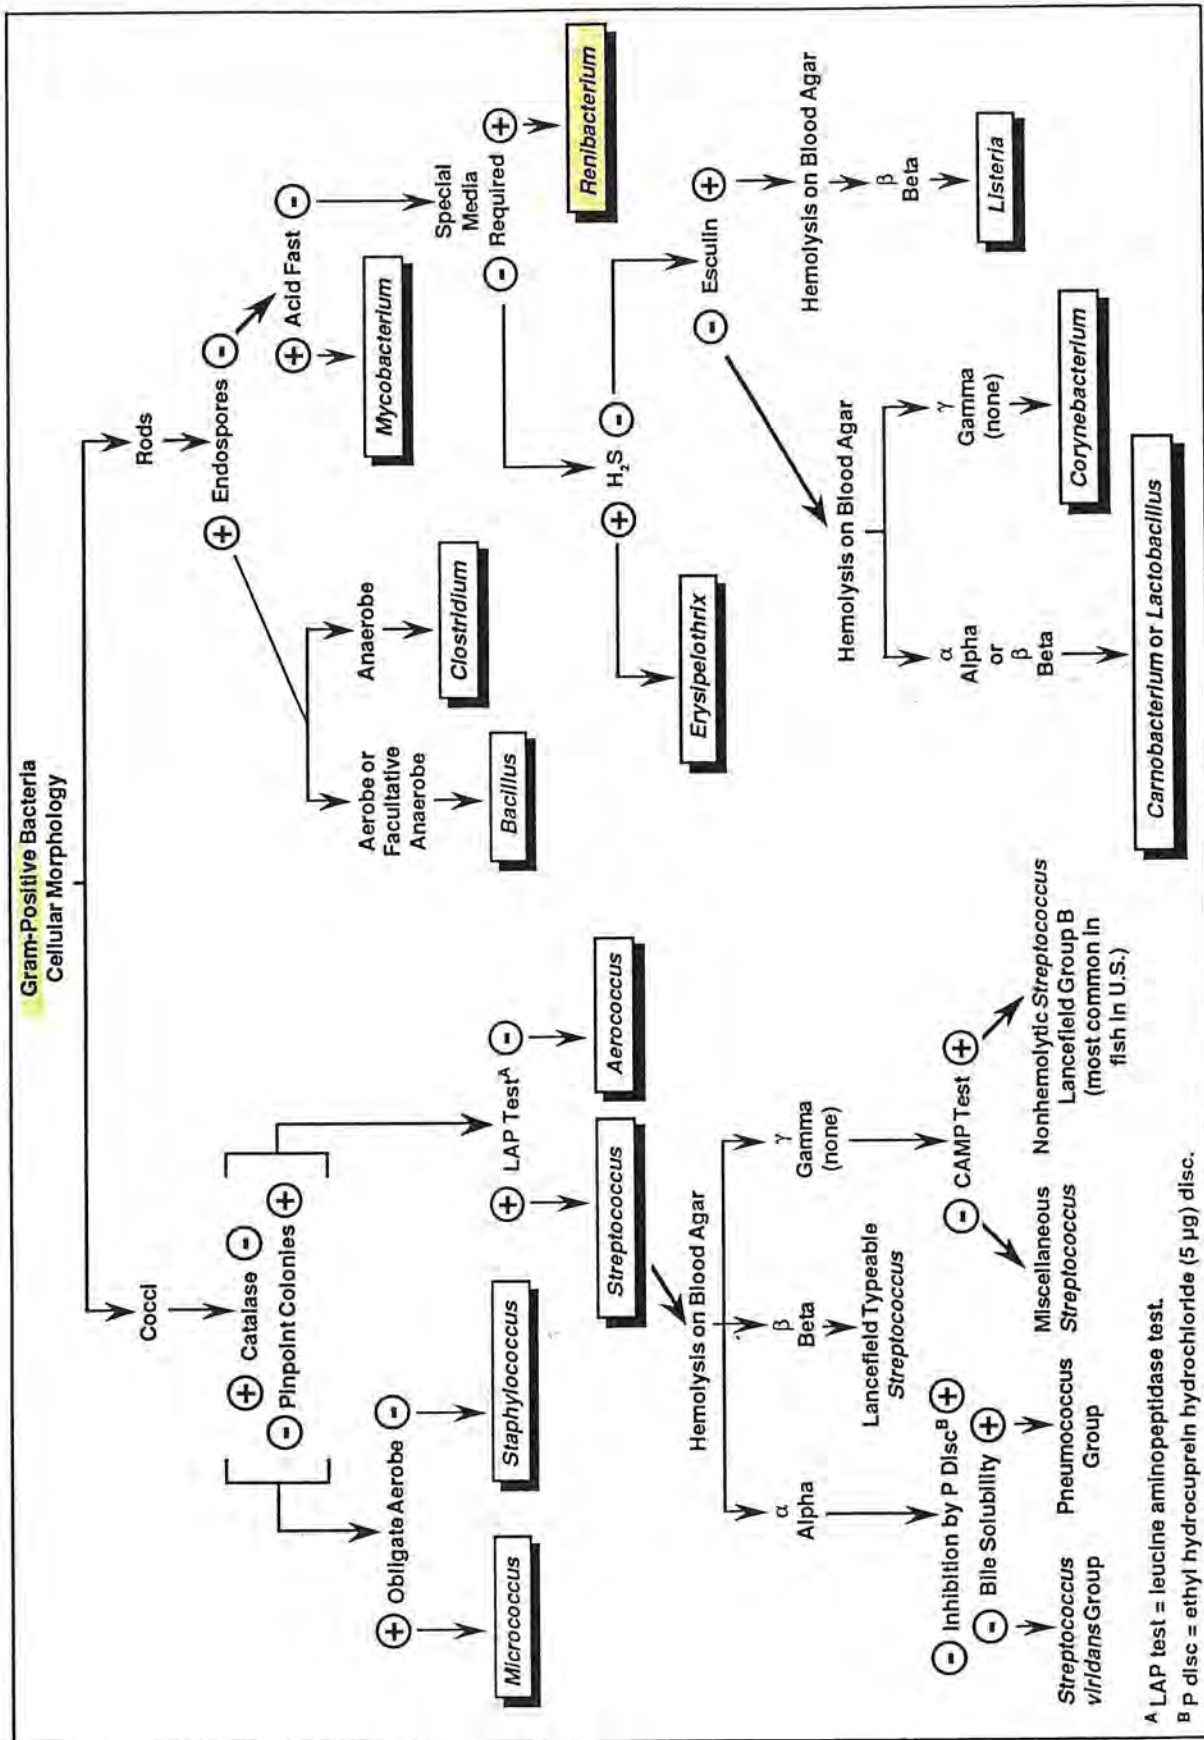 Gram-Positive Bacteria
Cellular Morphology
Cocci
Rods
+ Catalase -
- Pinpoint Colonies +
+ Obligate Aerobe -
Micrococcus
Staphylococcus
+ LAP Test^A -
Streptococcus
Aerococcus
Hemolysis on Blood Agar
α
Alpha
β
Beta
γ
Gamma
(none)
- Inhibition by P Disc^B +
- Bile Solubility +
Streptococcus
viridans Group
Pneumococcus
Group
Lancefield Typeable
Streptococcus
- CAMP Test +
Miscellaneous
Streptococcus
Nonhemolytic Streptococcus
Lancefield Group B
(most common in
fish in U.S.)
+ Endospores -
Aerobe or
Facultative
Anaerobe
Bacillus
Anaerobe
Clostridium
+ Acid Fast -
Mycobacterium
Special
Media
- Required +
Renibacterium
+ H₂S -
Erysipelothrix
- Esculin +
Hemolysis on Blood Agar
α
Alpha
or
β
Beta
Carnobacterium or Lactobacillus
γ
Gamma
(none)
Corynebacterium
Hemolysis on Blood Agar
β
Beta
Listeria
A LAP test = leucine aminopeptidase test.
B P disc = ethyl hydrocuprein hydrochloride (5 µg) disc.